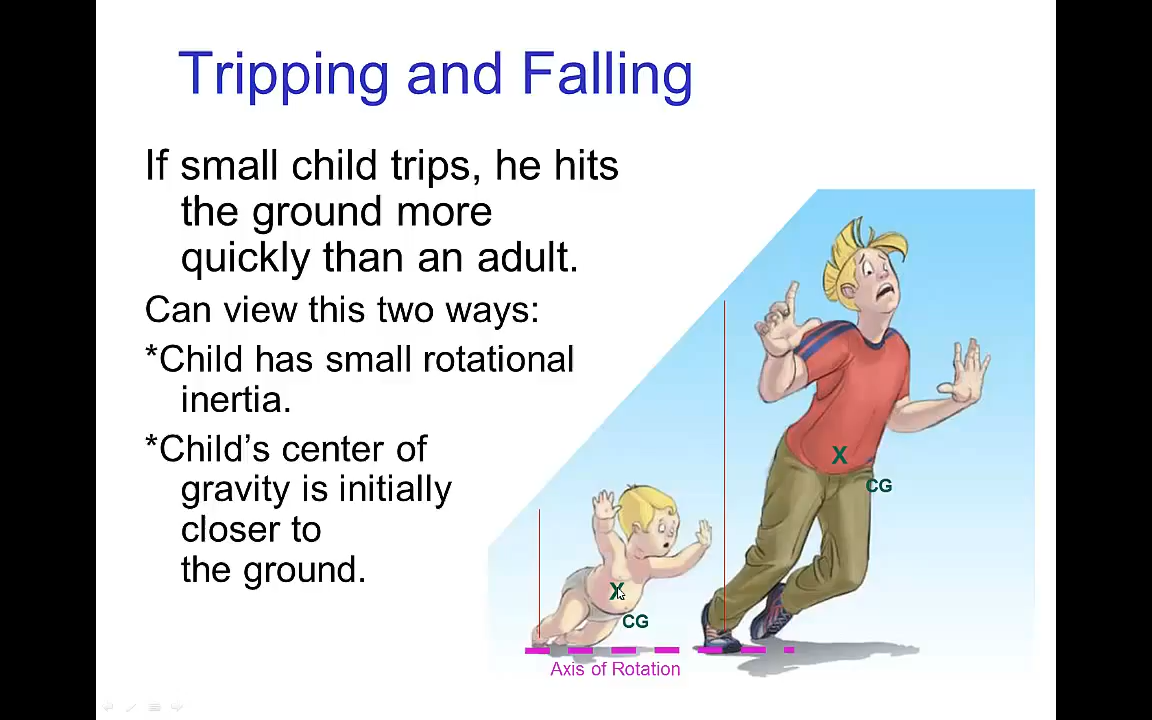 Tripping and Falling
If small child trips, he hits
the ground more
quickly than an adult.
Can view this two ways:
*Child has small rotational
inertia.
*Child’s center of
gravity is initially
closer to
the ground.
X
CG
X
CG
Axis of Rotation